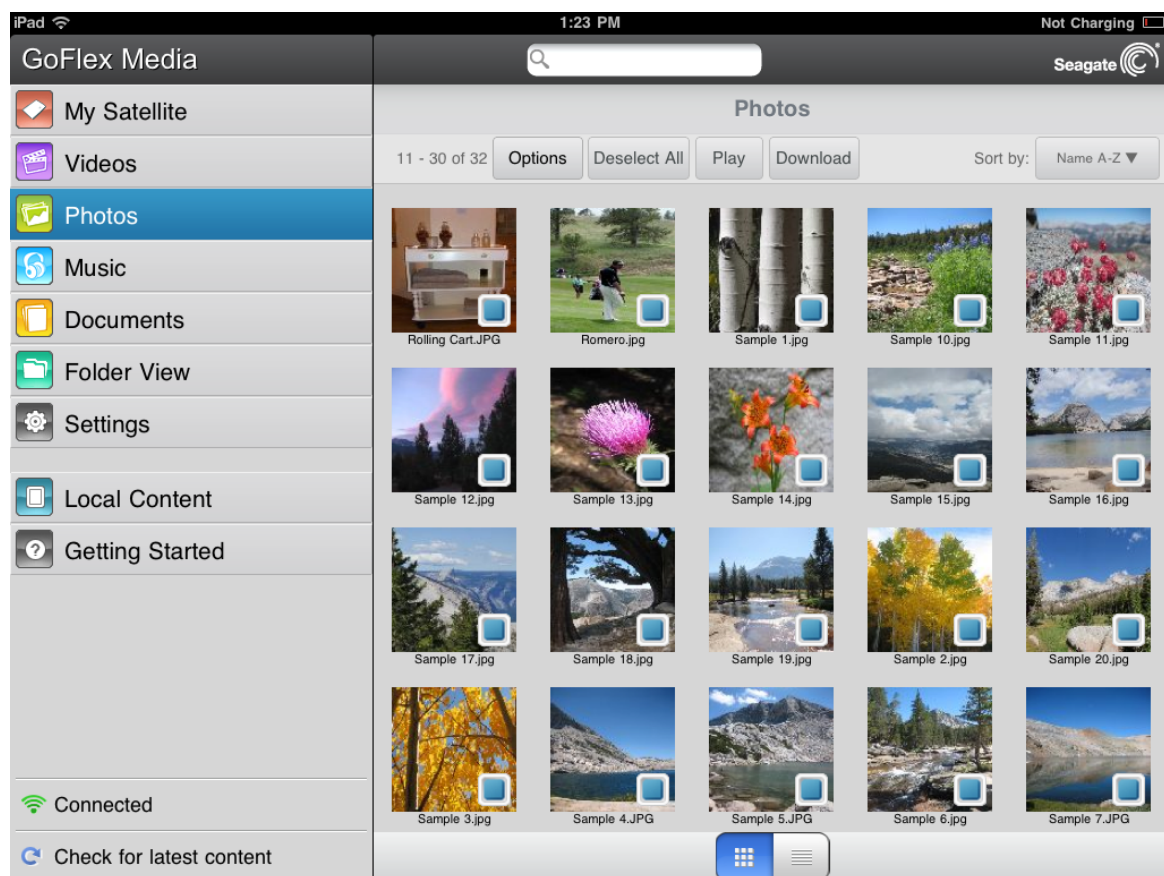 iPad 1:23 PM Not Charging
GoFlex Media
Seagate
My Satellite
Videos
Photos
Music
Documents
Folder View
Settings
Local Content
Getting Started
Connected
Check for latest content
Photos
11 - 30 of 32 Options Deselect All Play Download Sort by: Name A-Z ▼
Rolling Cart.JPG Romero.jpg Sample 1.jpg Sample 10.jpg Sample 11.jpg
Sample 12.jpg Sample 13.jpg Sample 14.jpg Sample 15.jpg Sample 16.jpg
Sample 17.jpg Sample 18.jpg Sample 19.jpg Sample 2.jpg Sample 20.jpg
Sample 3.jpg Sample 4.JPG Sample 5.JPG Sample 6.jpg Sample 7.JPG